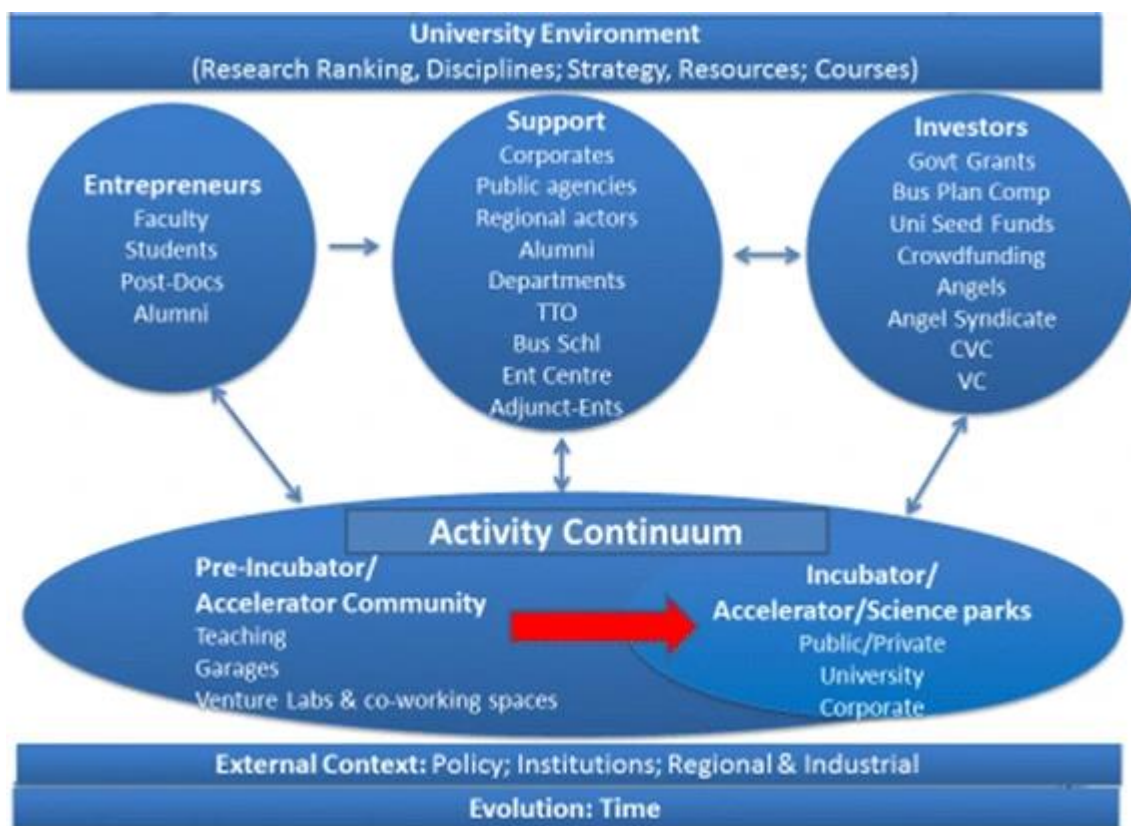 University Environment
(Research Ranking, Disciplines; Strategy, Resources; Courses)
Entrepreneurs
Faculty
Students
Post-Docs
Alumni
Support
Corporates
Public agencies
Regional actors
Alumni
Departments
TTO
Bus Schl
Ent Centre
Adjunct-Ents
Investors
Govt Grants
Bus Plan Comp
Uni Seed Funds
Crowdfunding
Angels
Angel Syndicate
CVC
VC
Activity Continuum
Pre-Incubator/
Accelerator Community
Teaching
Garages
Venture Labs & co-working spaces
Incubator/
Accelerator/Science parks
Public/Private
University
Corporate
External Context: Policy; Institutions; Regional & Industrial
Evolution: Time